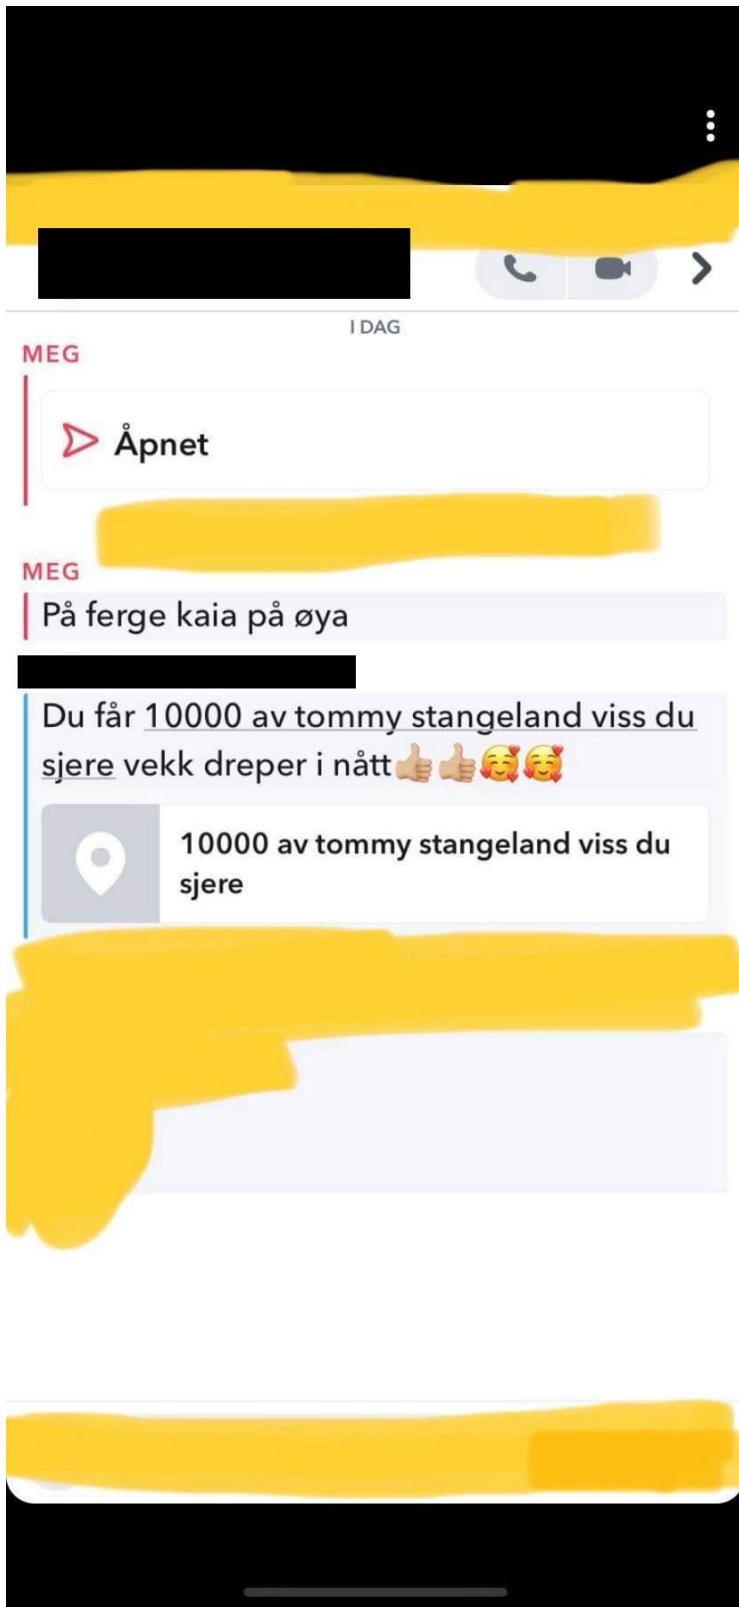 I DAG
MEG
Åpnet
MEG
På ferge kaia på øya
Du får 10000 av tommy stangeland viss du
sjere vekk dreper i nått👍🏼👍🏼🥰🥰
10000 av tommy stangeland viss du
sjere